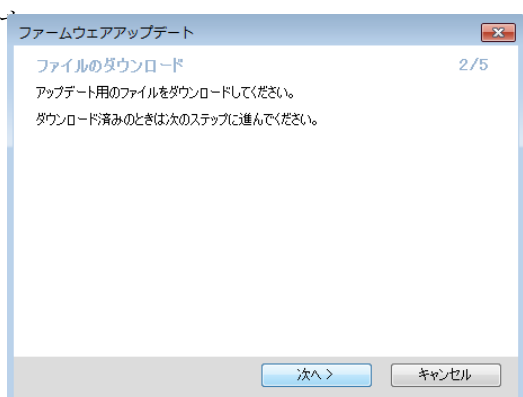 ファームウェアアップデート
ファイルのダウンロード 2/5
アップデート用のファイルをダウンロードしてください。
ダウンロード済みのときは次のステップに進んでください。
次へ > キャンセル